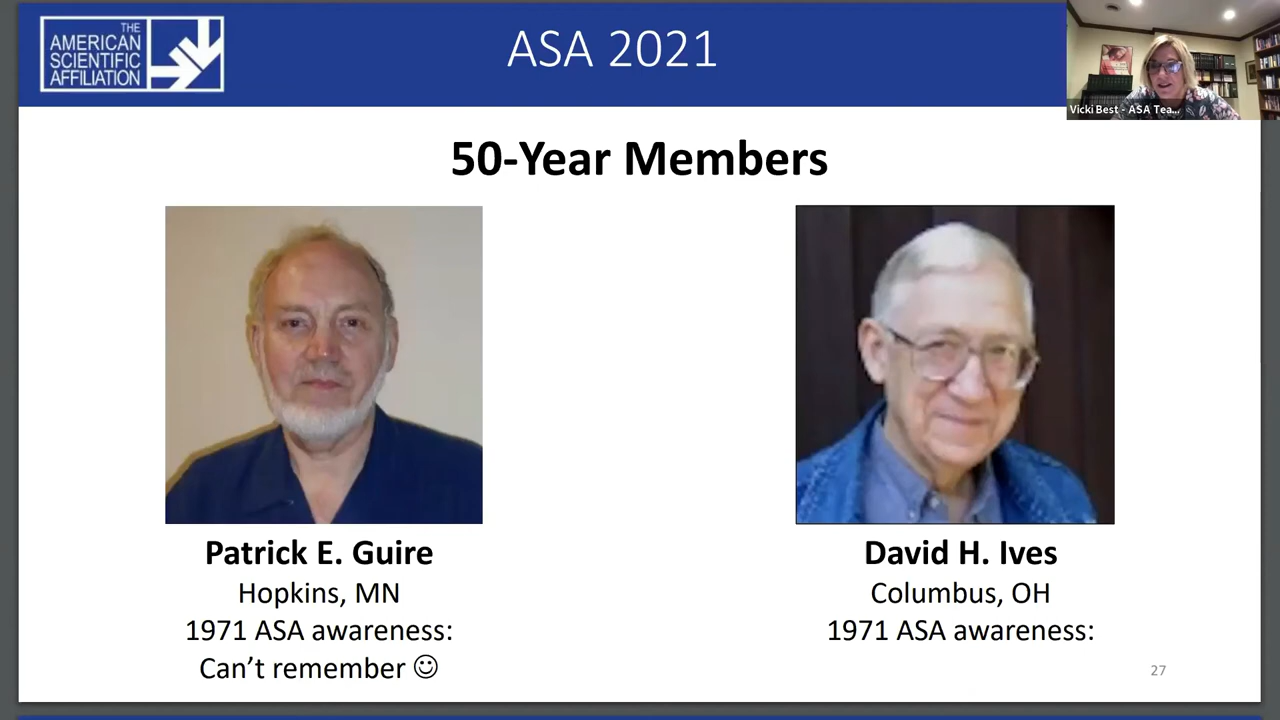 THE
AMERICAN
SCIENTIFIC
AFFILIATION
ASA 2021
Vicki Best - ASA Tea...
50-Year Members
Patrick E. Guire
Hopkins, MN
1971 ASA awareness:
Can’t remember ☺
David H. Ives
Columbus, OH
1971 ASA awareness:
27